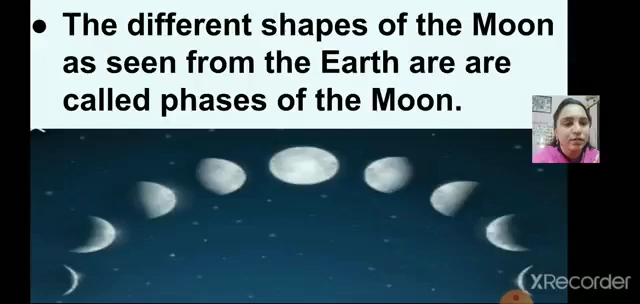 ● The different shapes of the Moon
as seen from the Earth are are
called phases of the Moon.
XRecorder